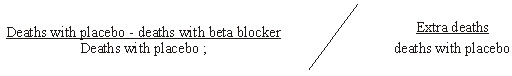 Deaths with placebo - deaths with beta blocker
Deaths with placebo ;
Extra deaths
deaths with placebo